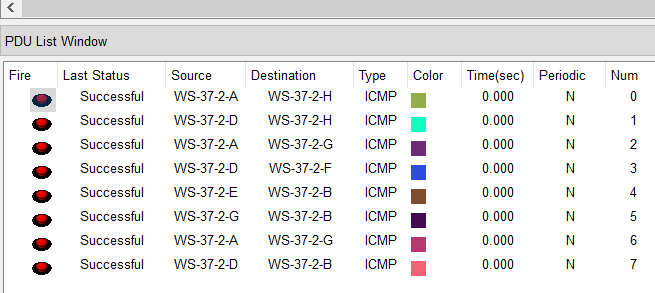 PDU List Window
Fire Last Status Source Destination Type Color Time(sec) Periodic Num
Successful WS-37-2-A WS-37-2-H ICMP 0.000 N 0
Successful WS-37-2-D WS-37-2-H ICMP 0.000 N 1
Successful WS-37-2-A WS-37-2-G ICMP 0.000 N 2
Successful WS-37-2-D WS-37-2-F ICMP 0.000 N 3
Successful WS-37-2-E WS-37-2-B ICMP 0.000 N 4
Successful WS-37-2-G WS-37-2-B ICMP 0.000 N 5
Successful WS-37-2-A WS-37-2-G ICMP 0.000 N 6
Successful WS-37-2-D WS-37-2-B ICMP 0.000 N 7